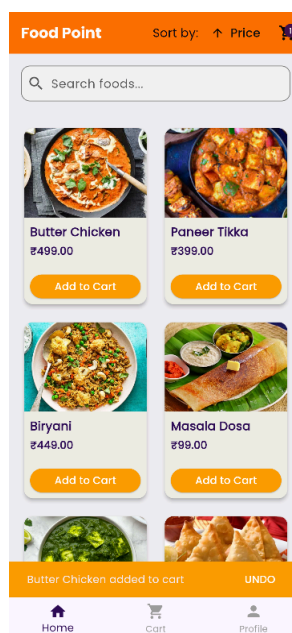 Food Point Sort by: ↑ Price 1
Search foods...
Butter Chicken
₹499.00
Add to Cart
Paneer Tikka
₹399.00
Add to Cart
Biryani
₹449.00
Add to Cart
Masala Dosa
₹99.00
Add to Cart
Butter Chicken added to cart UNDO
Home Cart Profile